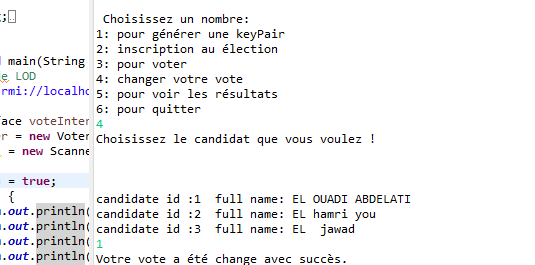 ;
main(String
e LOD
rmi://localho
face voteInter
r = new Voter
= new Scanne
= true;
{
.out.println(
.out.println(
.out.println(
.out.println(
Choisissez un nombre:
1: pour générer une keyPair
2: inscription au élection
3: pour voter
4: changer votre vote
5: pour voir les résultats
6: pour quitter
4
Choisissez le candidat que vous voulez !
candidate id :1 full name: EL OUADI ABDELATI
candidate id :2 full name: EL hamri you
candidate id :3 full name: EL jawad
1
Votre vote a été change avec succès.